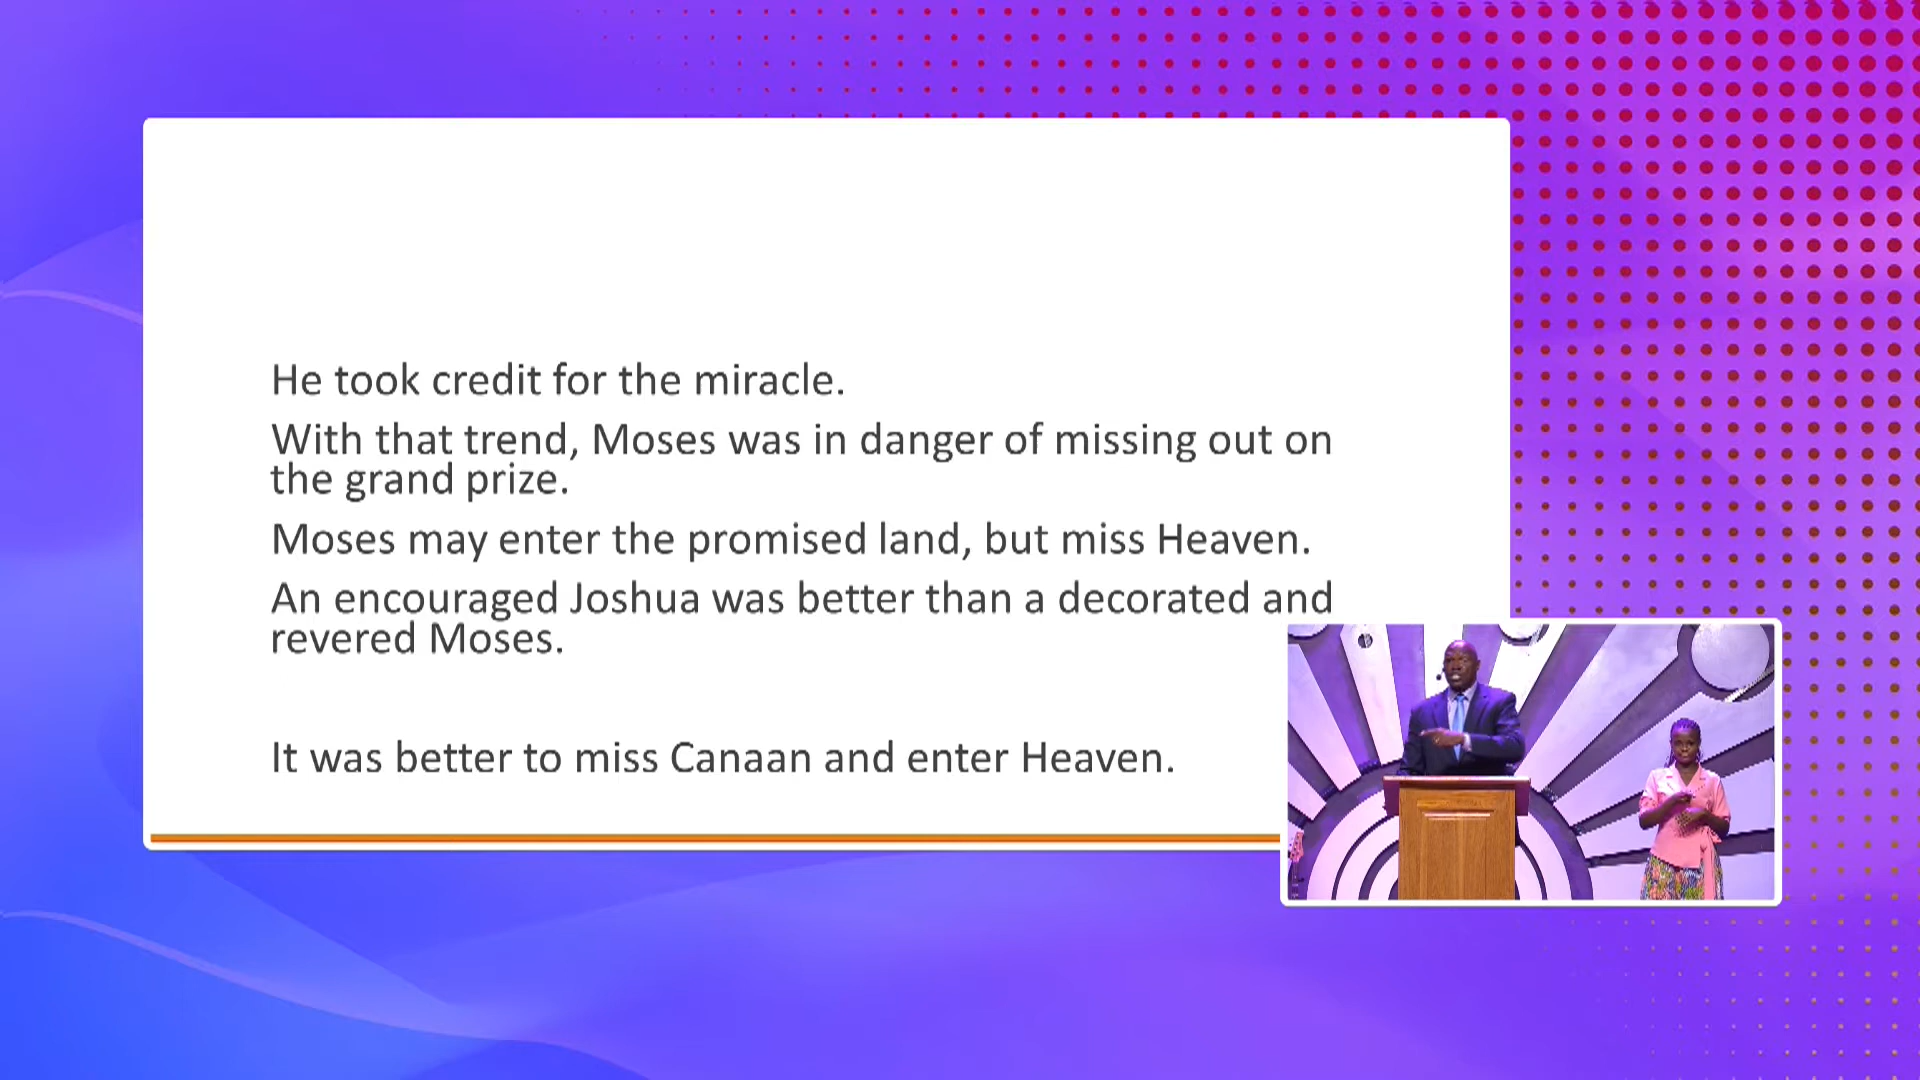 He took credit for the miracle.
With that trend, Moses was in danger of missing out on
the grand prize.
Moses may enter the promised land, but miss Heaven.
An encouraged Joshua was better than a decorated and
revered Moses.
It was better to miss Canaan and enter Heaven.